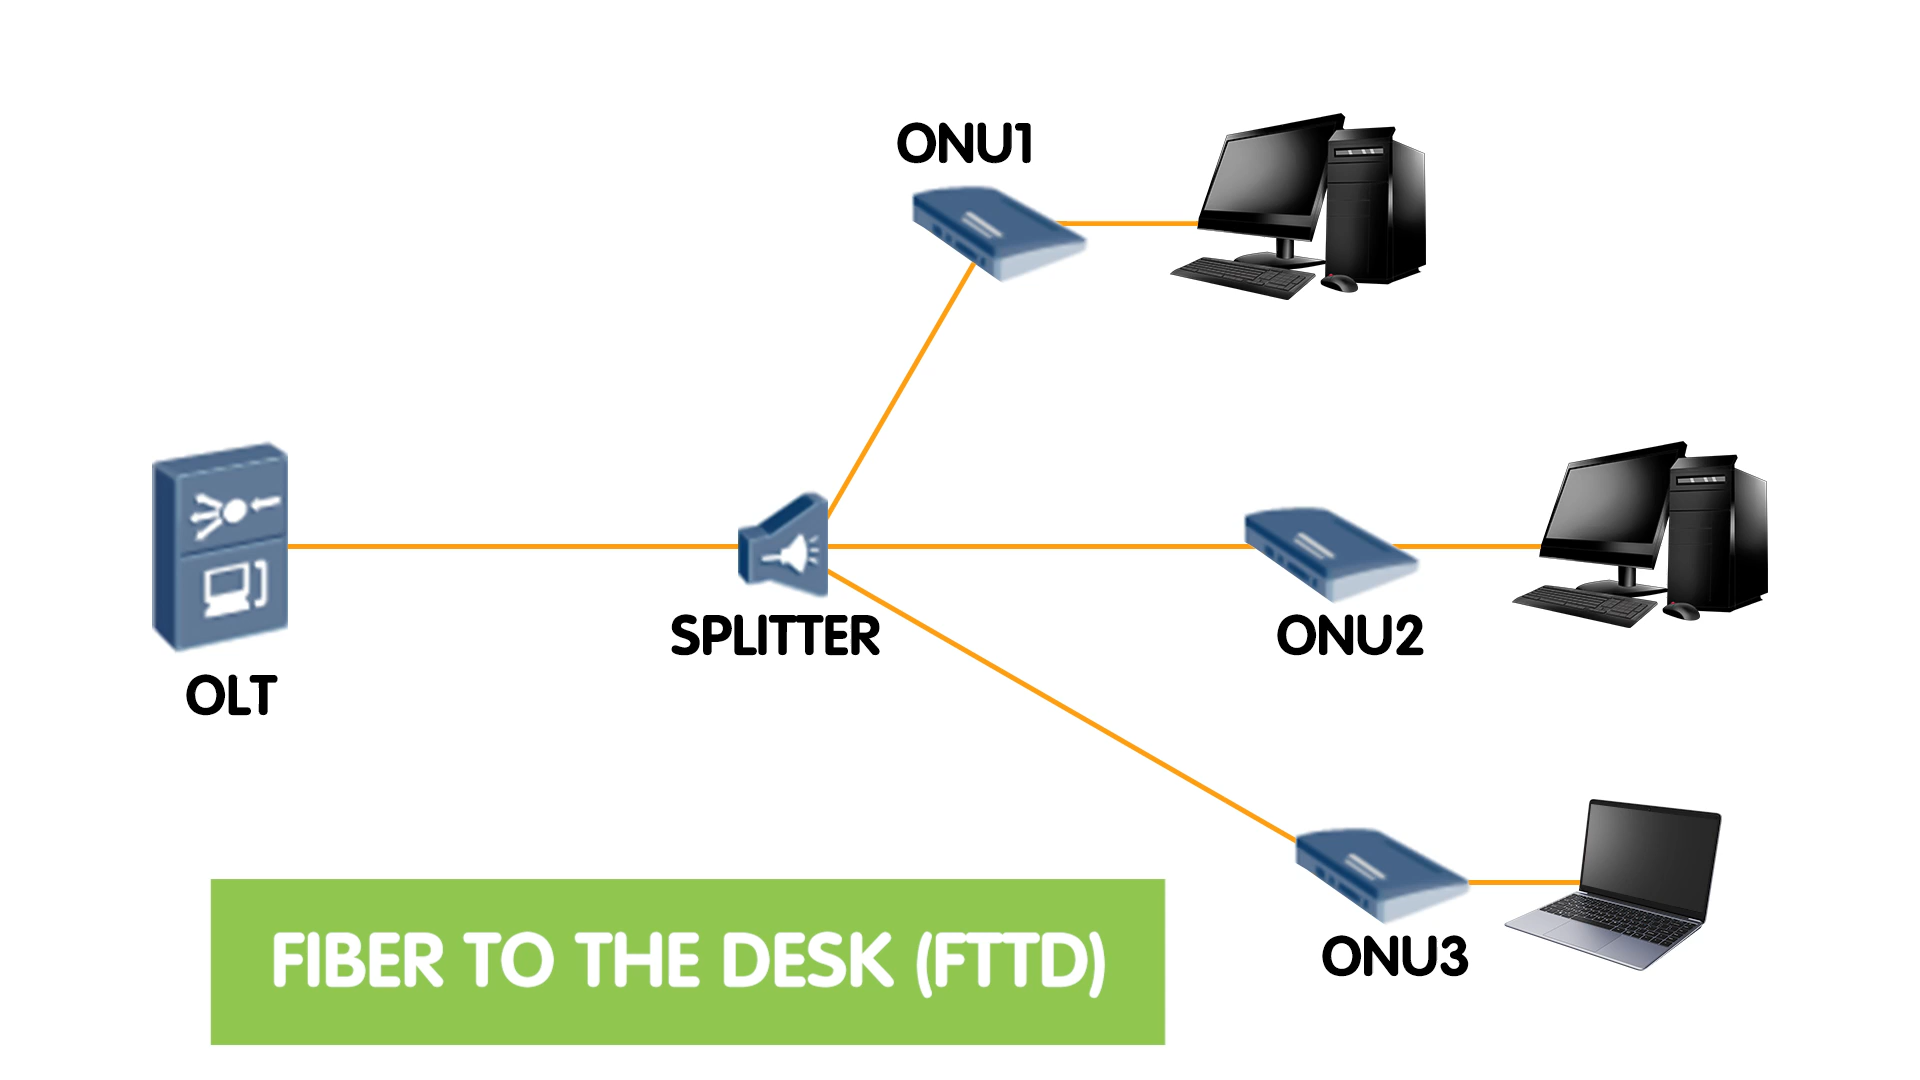 ONU1
SPLITTER
ONU2
OLT
ONU3
FIBER TO THE DESK (FTTD)